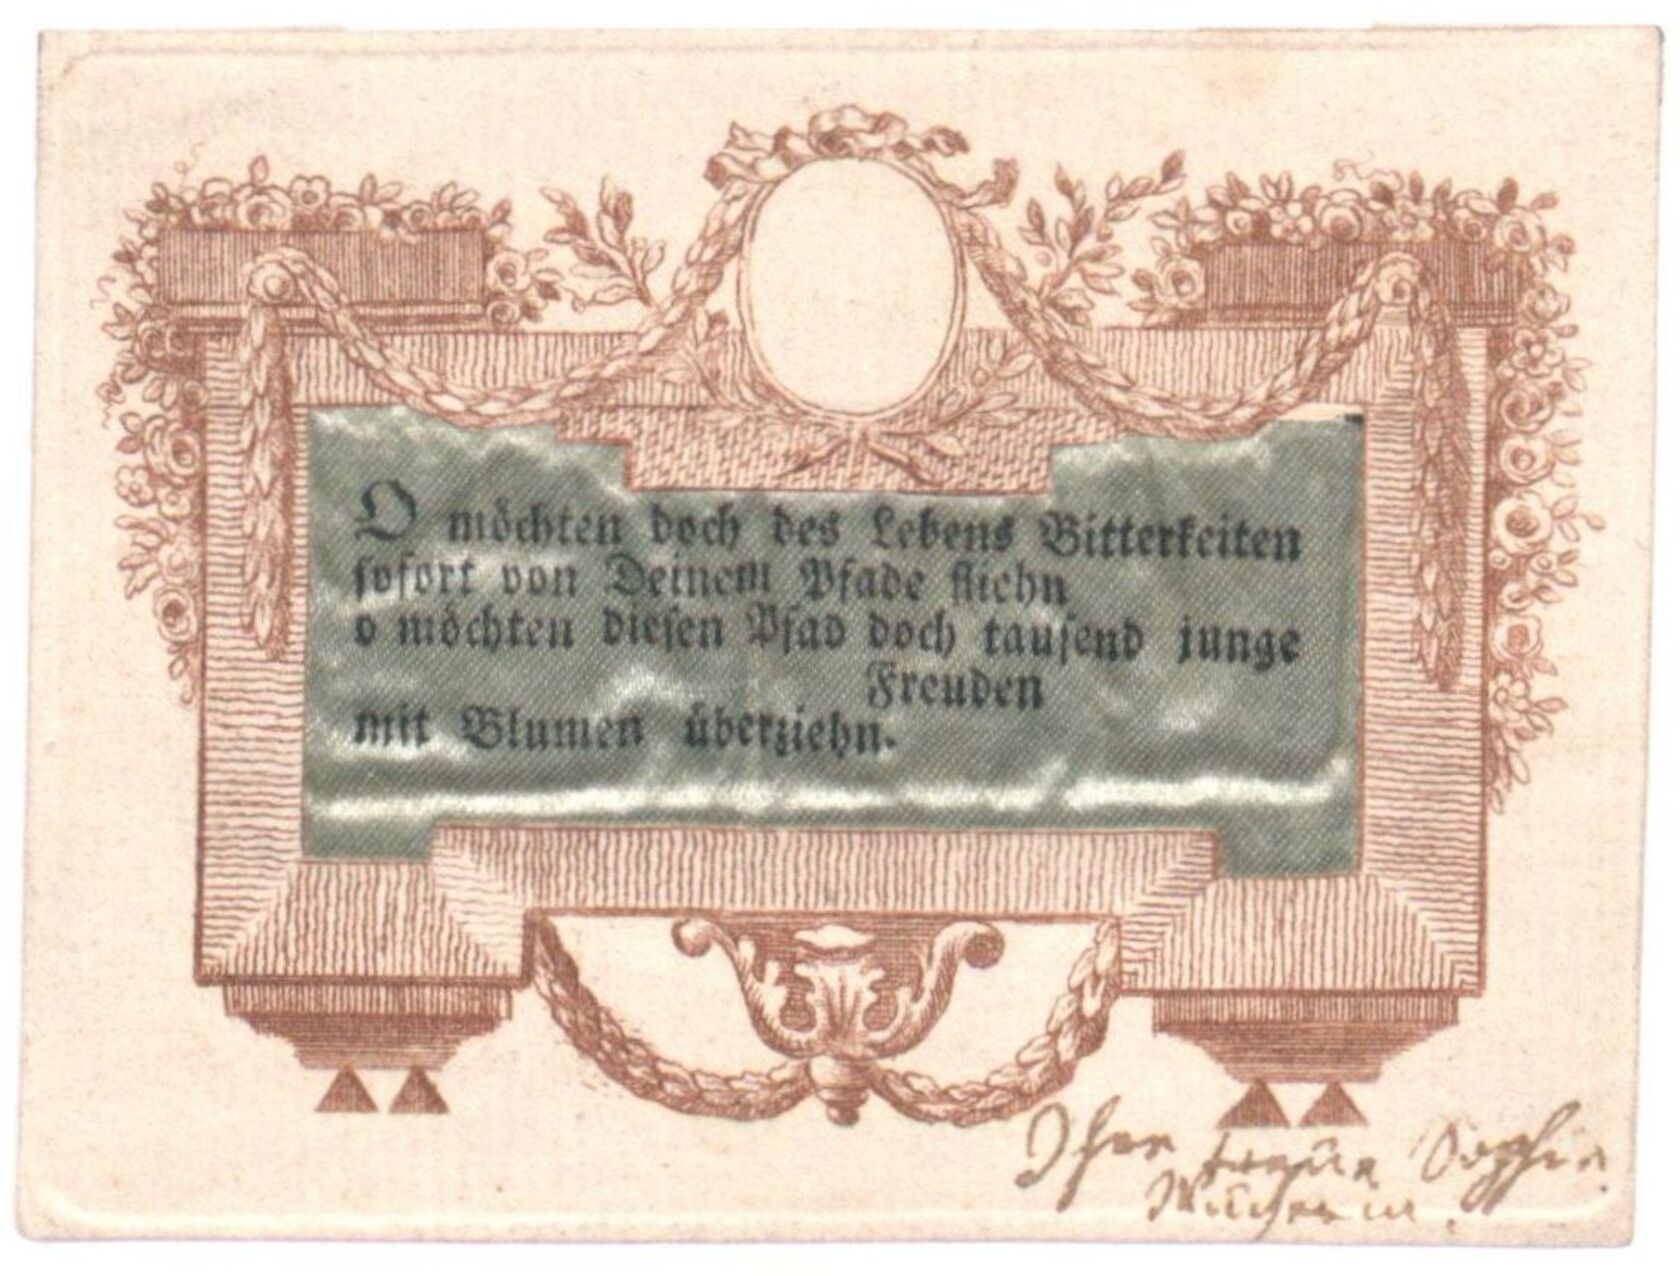 O möchten doch des Lebens Bitterkeiten
sofort von Deinem Pfade fliehn
o möchten diesen Pfad doch tausend junge
Freuden
mit Blumen überziehn.
Ihre Sophia